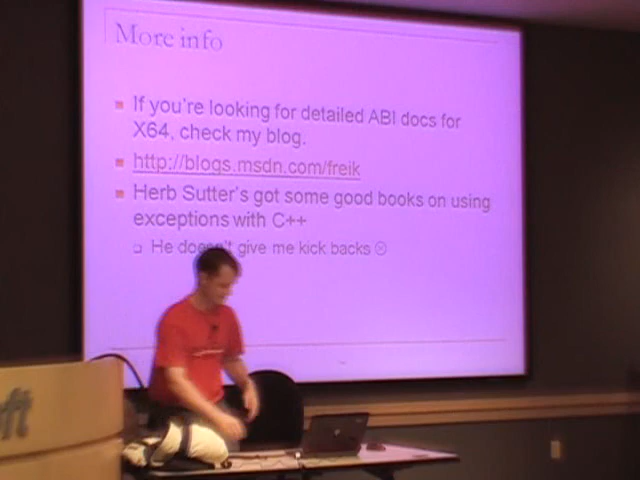 More info
If you're looking for detailed ABI docs for
X64, check my blog.
http://blogs.msdn.com/freik
Herb Sutter's got some good books on using
exceptions with C++
He doesn't give me kick backs ☹
ft